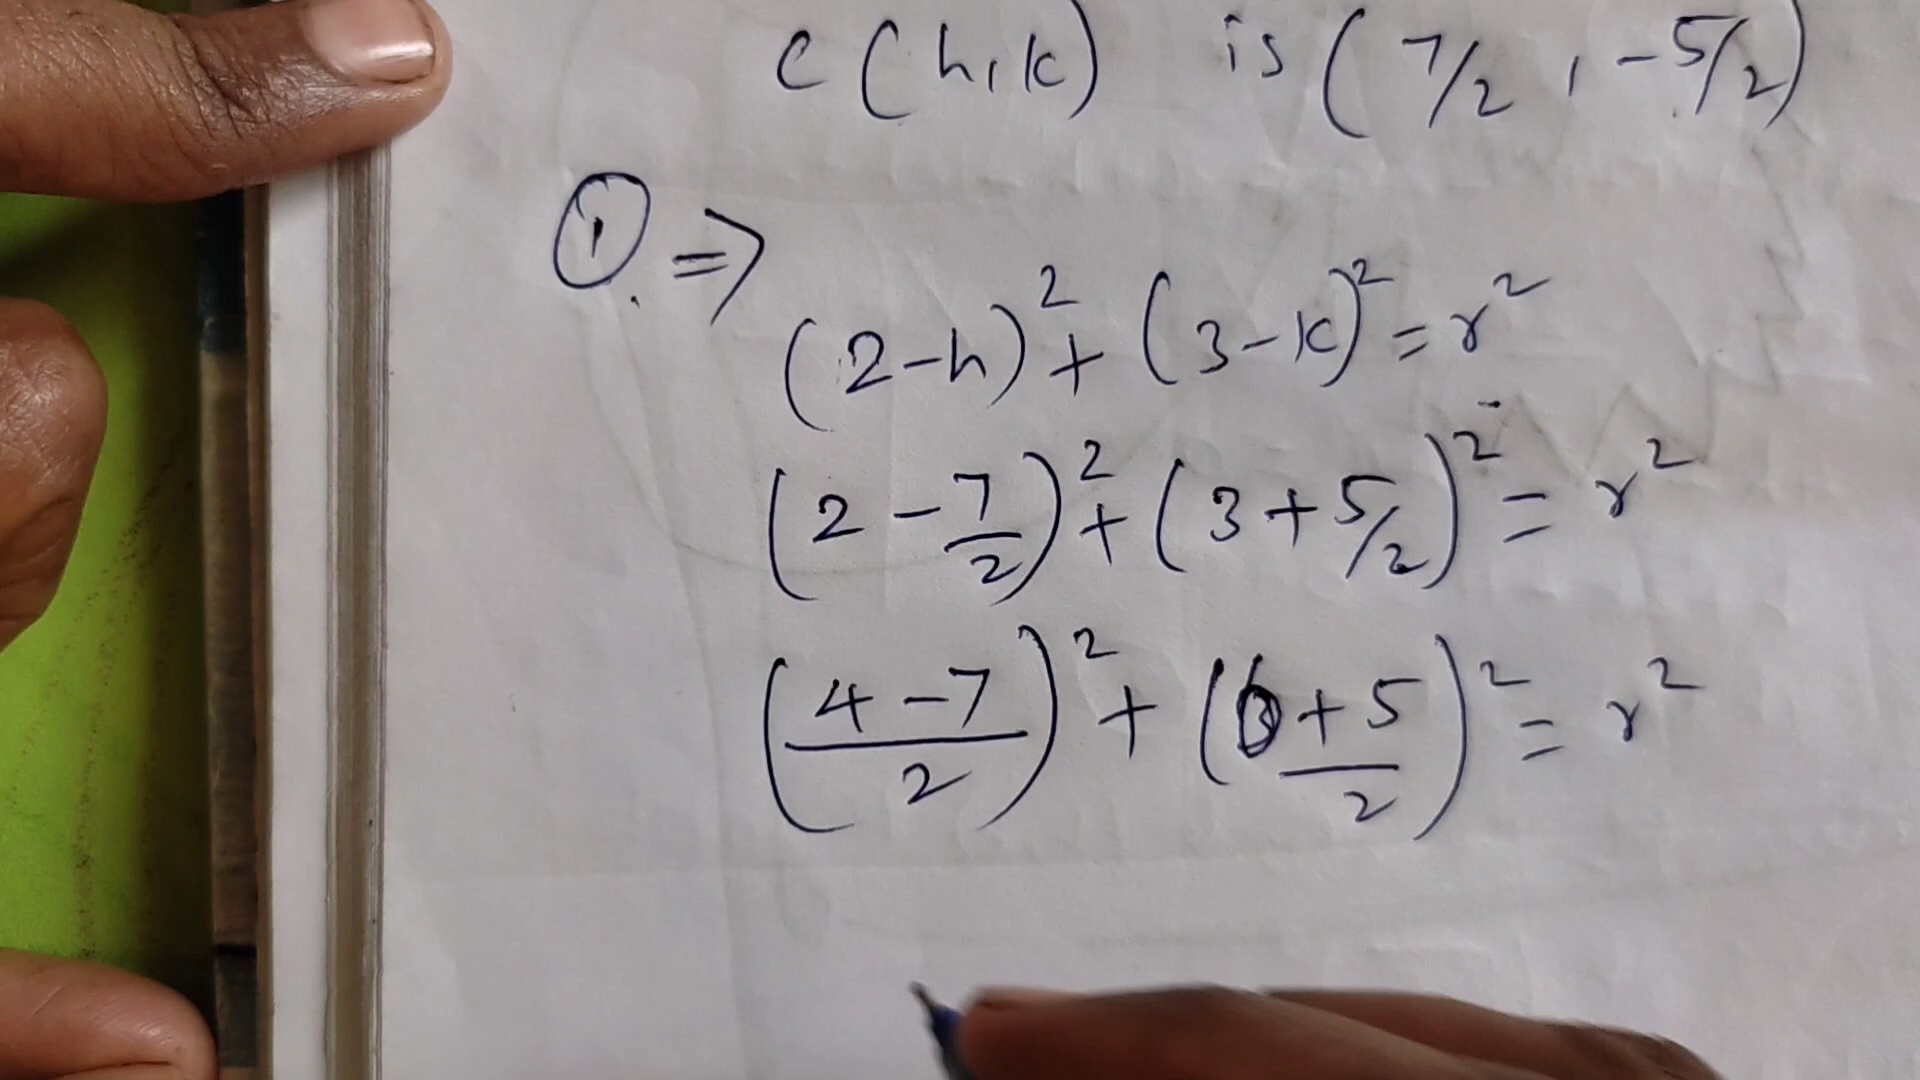 C(h,k) is (7/2, -5/2)
① ⇒
(2-h)² + (3-k)² = r²
(2 - 7/2)² + (3 + 5/2)² = r²
((4-7)/2)² + ((6+5)/2)² = r²